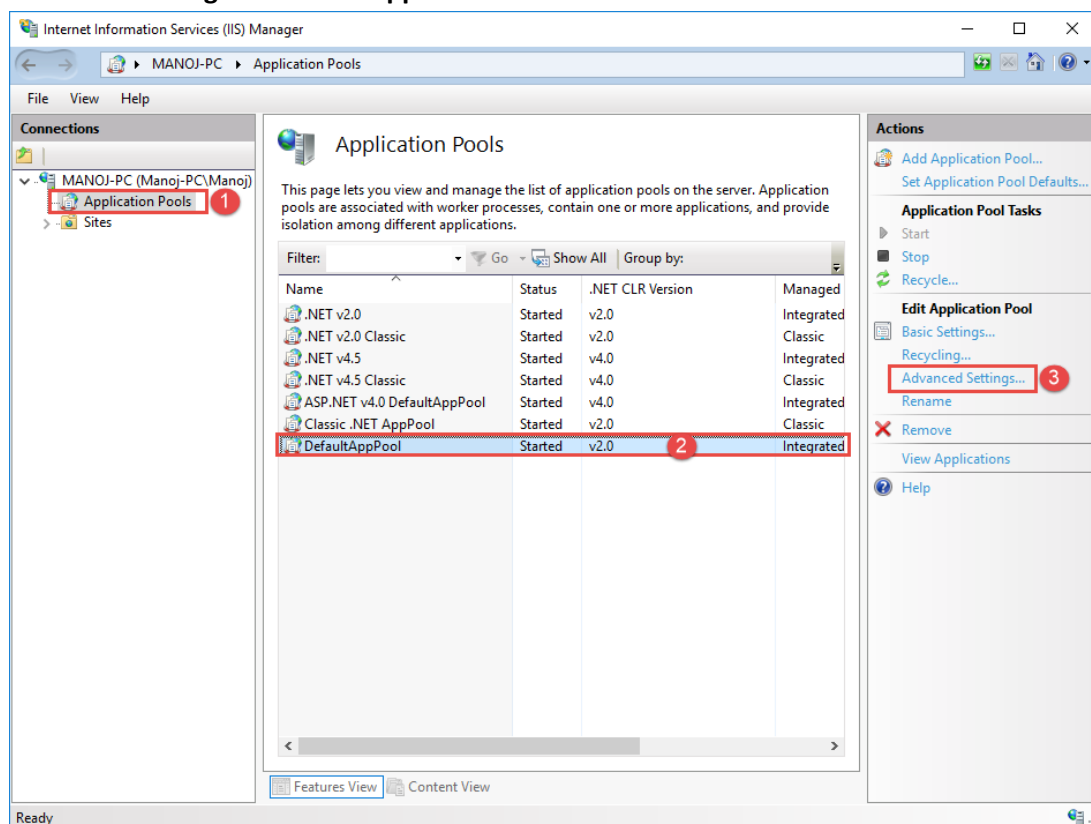 Internet Information Services (IIS) Manager
MANOJ-PC Application Pools
File View Help
Connections
MANOJ-PC (Manoj-PC\Manoj)
Application Pools 1
Sites
Application Pools
This page lets you view and manage the list of application pools on the server. Application
pools are associated with worker processes, contain one or more applications, and provide
isolation among different applications.
Filter: Go Show All Group by:
Name Status .NET CLR Version Managed
.NET v2.0 Started v2.0 Integrated
.NET v2.0 Classic Started v2.0 Classic
.NET v4.5 Started v4.0 Integrated
.NET v4.5 Classic Started v4.0 Classic
ASP.NET v4.0 DefaultAppPool Started v4.0 Integrated
Classic .NET AppPool Started v2.0 Classic
DefaultAppPool Started v2.0 2 Integrated
Features View Content View
Actions
Add Application Pool...
Set Application Pool Defaults...
Application Pool Tasks
Start
Stop
Recycle...
Edit Application Pool
Basic Settings...
Recycling...
Advanced Settings... 3
Rename
Remove
View Applications
Help
Ready